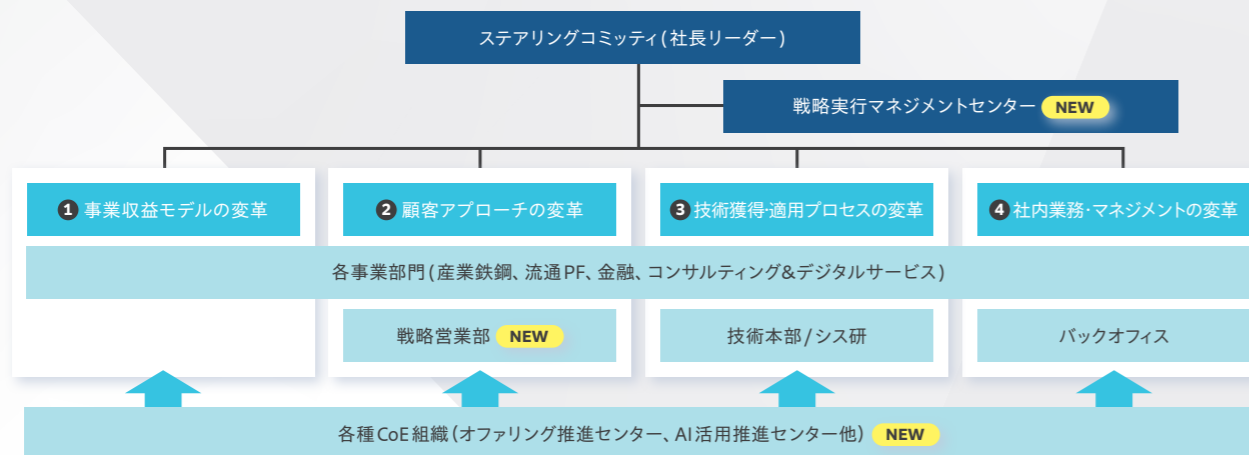 ステアリングコミッティ(社長リーダー)
戦略実行マネジメントセンター NEW
❶ 事業収益モデルの変革
❷ 顧客アプローチの変革
❸ 技術獲得・適用プロセスの変革
❹ 社内業務・マネジメントの変革
各事業部門(産業鉄鋼、流通PF、金融、コンサルティング&デジタルサービス)
戦略営業部 NEW
技術本部/シス研
バックオフィス
各種CoE組織(オファリング推進センター、AI活用推進センター他) NEW